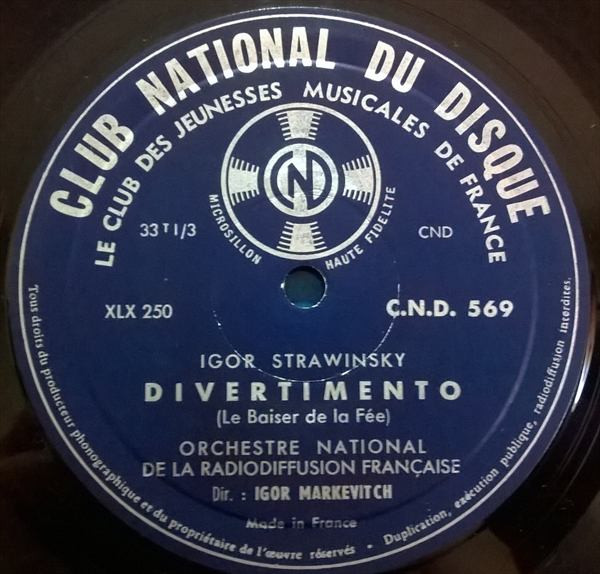 CLUB NATIONAL DU DISQUE
LE CLUB DES JEUNESSES MUSICALES DE FRANCE
CND
MICROSILLON HAUTE FIDELITE
33 T 1/3
CND
XLX 250
C.N.D. 569
IGOR STRAWINSKY
DIVERTIMENTO
(Le Baiser de la Fée)
ORCHESTRE NATIONAL
DE LA RADIODIFFUSION FRANÇAISE
Dir. : IGOR MARKEVITCH
Made in France
Tous droits du producteur phonographique et du propriétaire de l'œuvre réservés - Duplication, exécution publique, radiodiffusion interdites.